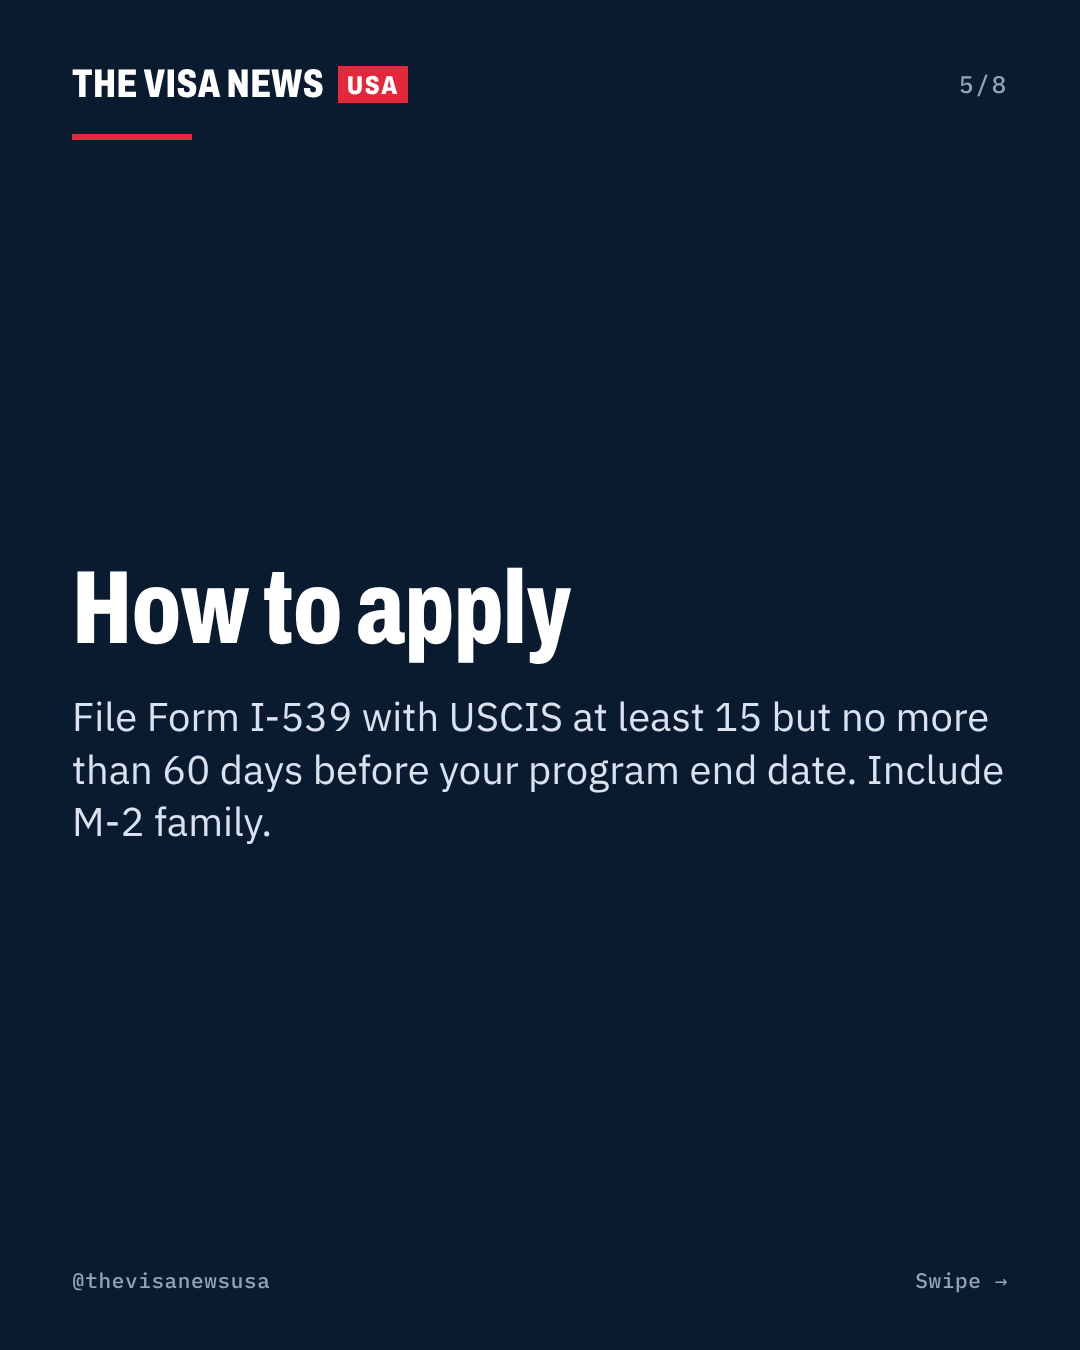 THE VISA NEWS USA
5/8
How to apply
File Form I-539 with USCIS at least 15 but no more
than 60 days before your program end date. Include
M-2 family.
@thevisanewsusa
Swipe →